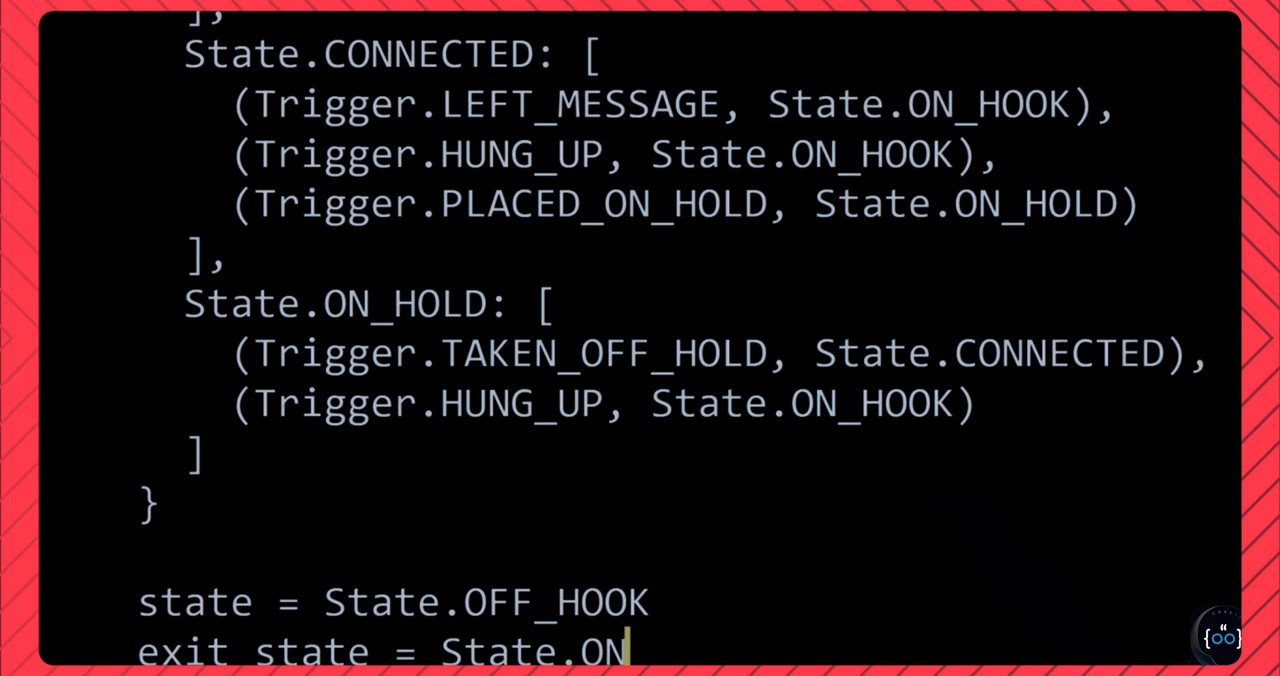 ],
State.CONNECTED: [
(Trigger.LEFT_MESSAGE, State.ON_HOOK),
(Trigger.HUNG_UP, State.ON_HOOK),
(Trigger.PLACED_ON_HOLD, State.ON_HOLD)
],
State.ON_HOLD: [
(Trigger.TAKEN_OFF_HOLD, State.CONNECTED),
(Trigger.HUNG_UP, State.ON_HOOK)
]
}
state = State.OFF_HOOK
exit_state = State.ON